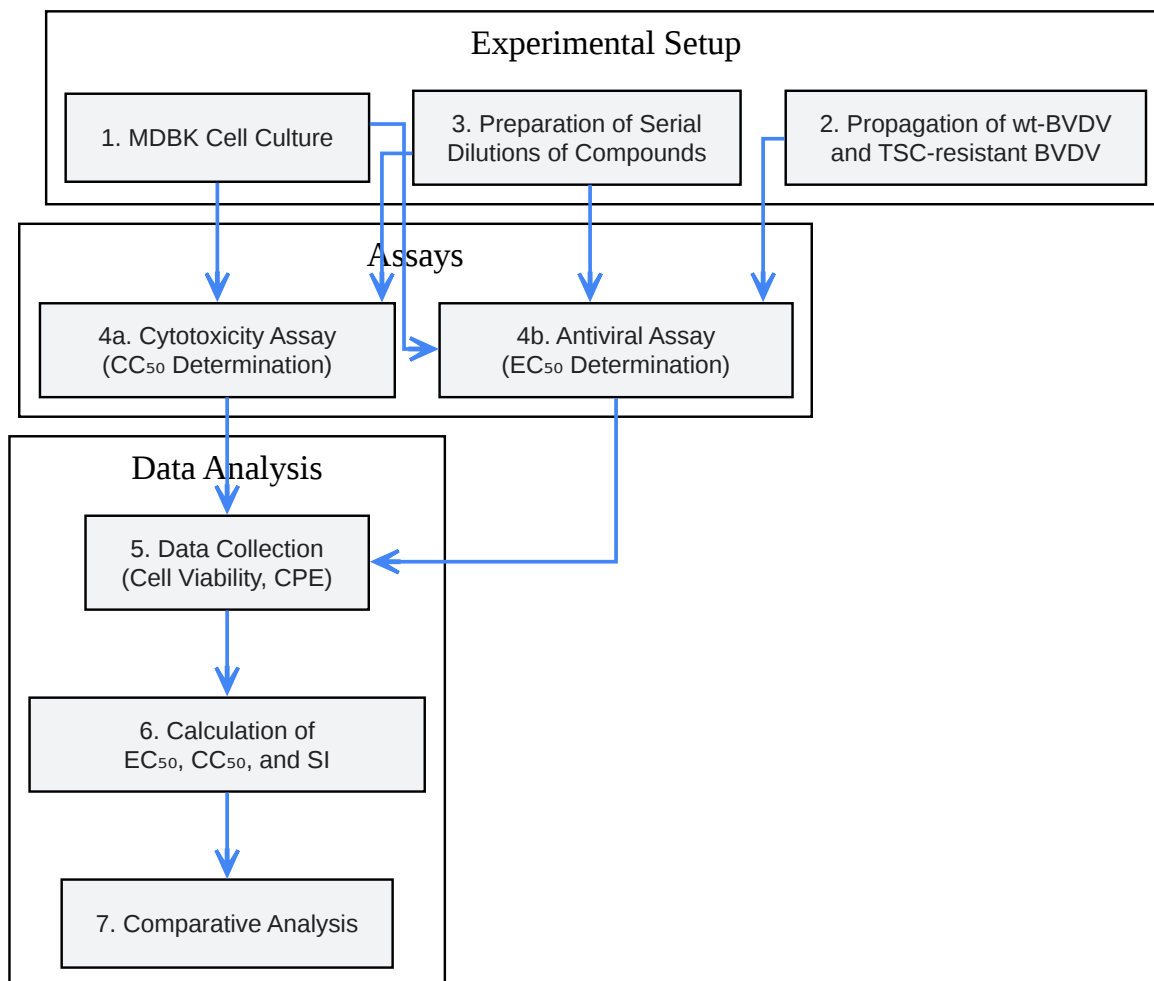 Experimental Setup
1. MDBK Cell Culture
3. Preparation of Serial
Dilutions of Compounds
2. Propagation of wt-BVDV
and TSC-resistant BVDV
Assays
4a. Cytotoxicity Assay
(CC₅₀ Determination)
4b. Antiviral Assay
(EC₅₀ Determination)
Data Analysis
5. Data Collection
(Cell Viability, CPE)
6. Calculation of
EC₅₀, CC₅₀, and SI
7. Comparative Analysis